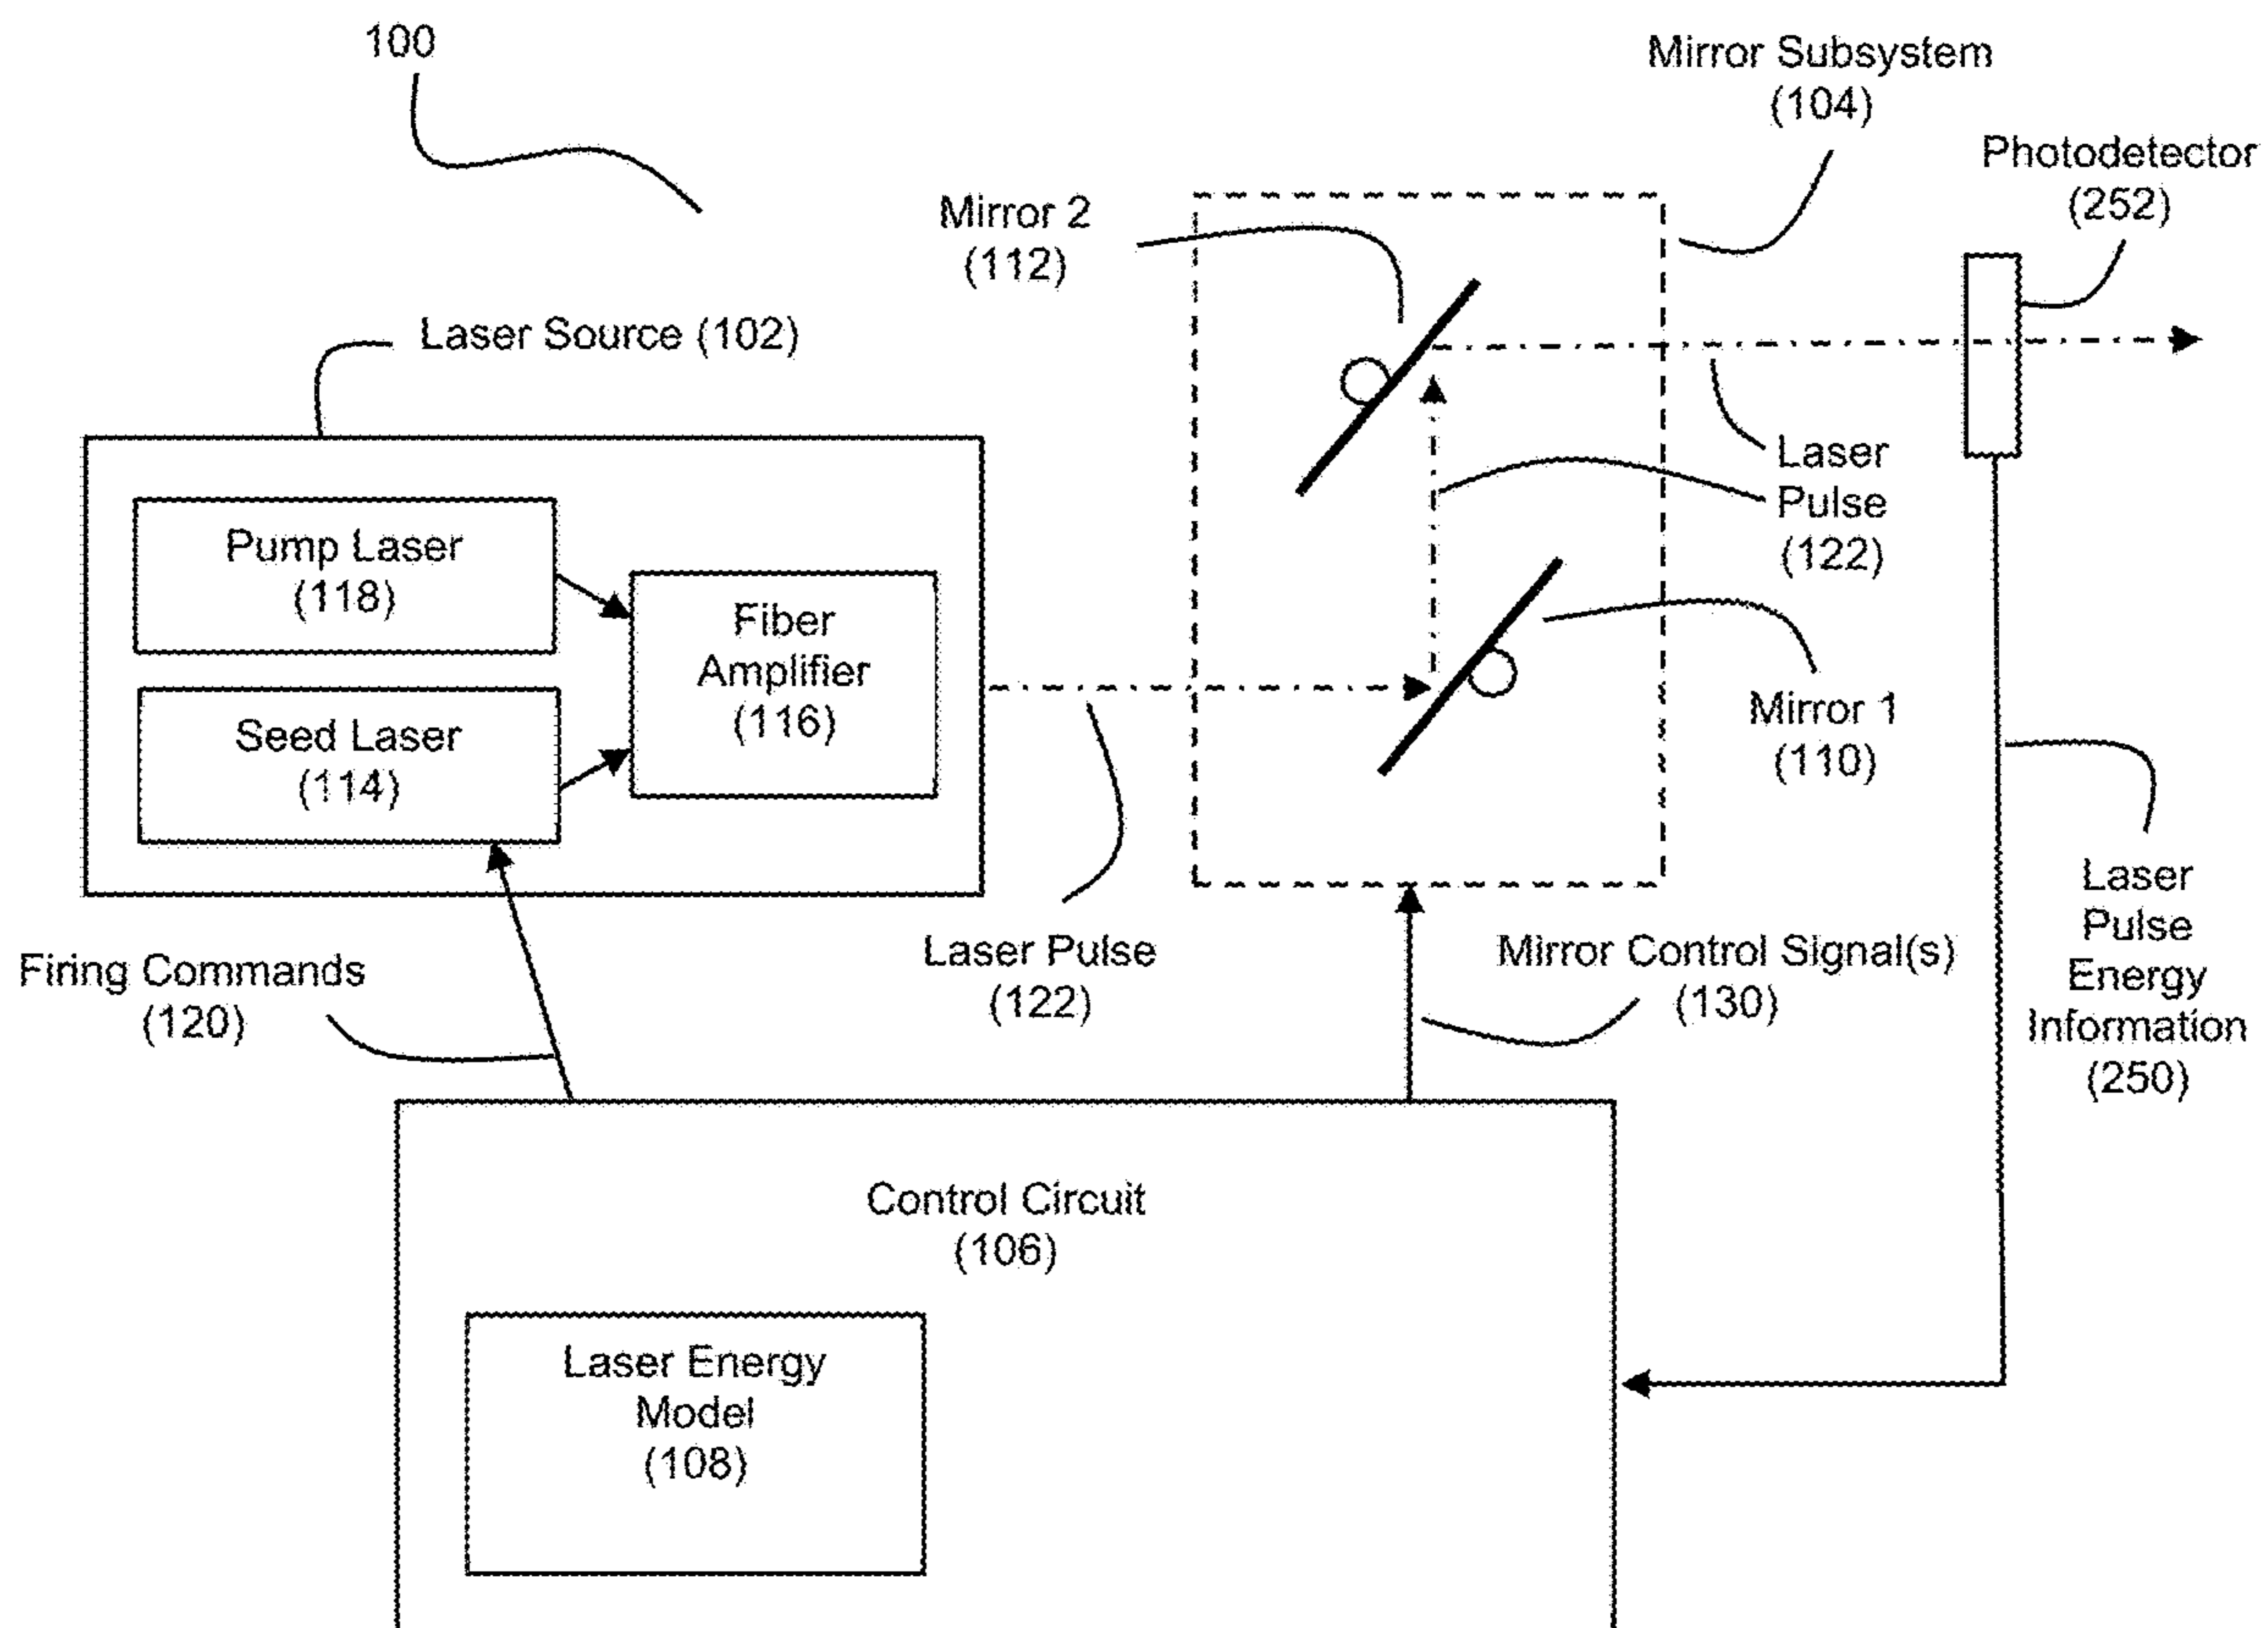 100
Mirror Subsystem
(104)
Photodetector
(252)
Mirror 2
(112)
Laser Source (102)
Laser
Pulse
(122)
Pump Laser
(118)
Fiber
Amplifier
(116)
Seed Laser
(114)
Mirror 1
(110)
Laser
Pulse
Energy
Information
(250)
Firing Commands
(120)
Laser Pulse
(122)
Mirror Control Signal(s)
(130)
Control Circuit
(106)
Laser Energy
Model
(108)